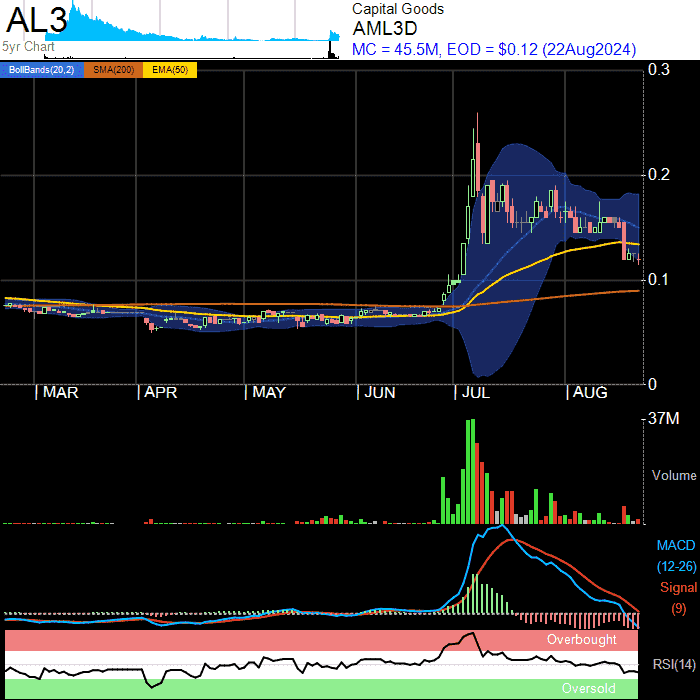 AL3
5yr Chart
Capital Goods
AML3D
MC = 45.5M, EOD = $0.12 (22Aug2024)
BollBands(20,2) SMA(200) EMA(50)
0.3
0.2
0.1
0
MAR APR MAY JUN JUL AUG
37M
Volume
MACD
(12-26)
Signal
(9)
Overbought
RSI(14)
Oversold